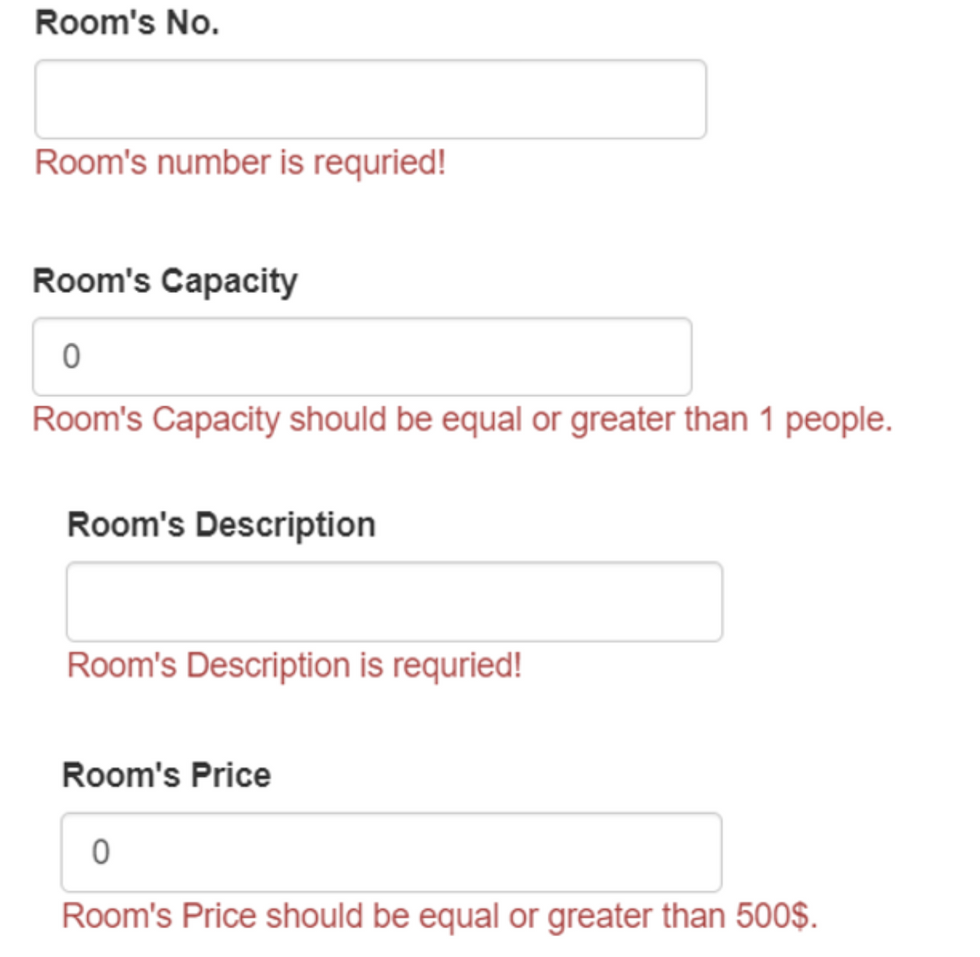 Room's No.
Room's number is requried!
Room's Capacity
0
Room's Capacity should be equal or greater than 1 people.
Room's Description
Room's Description is requried!
Room's Price
0
Room's Price should be equal or greater than 500$.